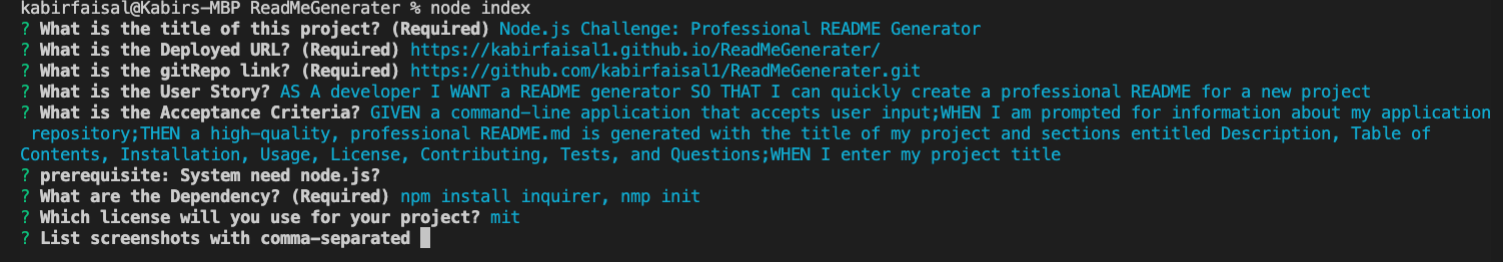 kabirfaisal@Kabirs-MBP ReadMeGenerater % node index
? What is the title of this project? (Required) Node.js Challenge: Professional README Generator
? What is the Deployed URL? (Required) https://kabirfaisal1.github.io/ReadMeGenerater/
? What is the gitRepo link? (Required) https://github.com/kabirfaisal1/ReadMeGenerater.git
? What is the User Story? AS A developer I WANT a README generator SO THAT I can quickly create a professional README for a new project
? What is the Acceptance Criteria? GIVEN a command-line application that accepts user input;WHEN I am prompted for information about my application
repository;THEN a high-quality, professional README.md is generated with the title of my project and sections entitled Description, Table of
Contents, Installation, Usage, License, Contributing, Tests, and Questions;WHEN I enter my project title
? prerequisite: System need node.js?
? What are the Dependency? (Required) npm install inquirer, nmp init
? Which license will you use for your project? mit
? List screenshots with comma-separated